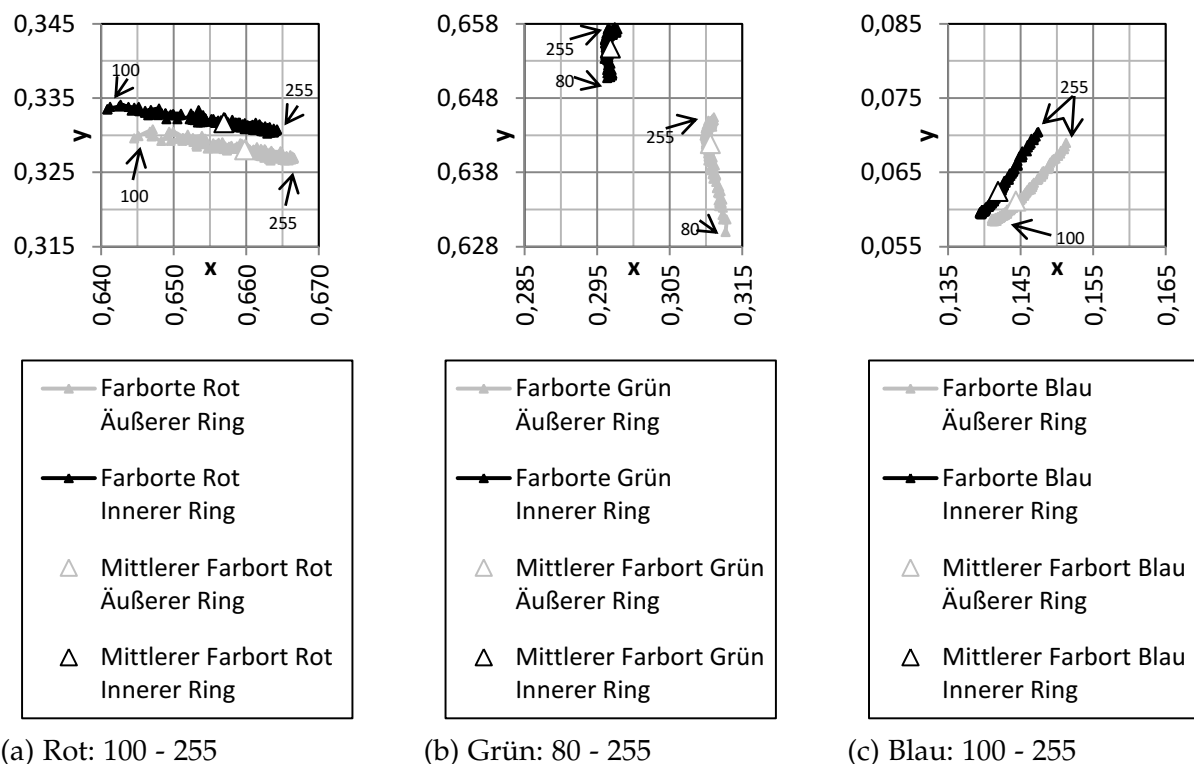 0,345
0,335
0,325
0,315
y
100
255
100
255
0,640
0,650
0,660
0,670
x
0,658
0,648
0,638
0,628
y
255
80
255
80
0,285
0,295
0,305
0,315
x
0,085
0,075
0,065
0,055
y
255
100
0,135
0,145
0,155
0,165
x
Farborte Rot
Äußerer Ring
Farborte Rot
Innerer Ring
Mittlerer Farbort Rot
Äußerer Ring
Mittlerer Farbort Rot
Innerer Ring
Farborte Grün
Äußerer Ring
Farborte Grün
Innerer Ring
Mittlerer Farbort Grün
Äußerer Ring
Mittlerer Farbort Grün
Innerer Ring
Farborte Blau
Äußerer Ring
Farborte Blau
Innerer Ring
Mittlerer Farbort Blau
Äußerer Ring
Mittlerer Farbort Blau
Innerer Ring
(a) Rot: 100 - 255
(b) Grün: 80 - 255
(c) Blau: 100 - 255